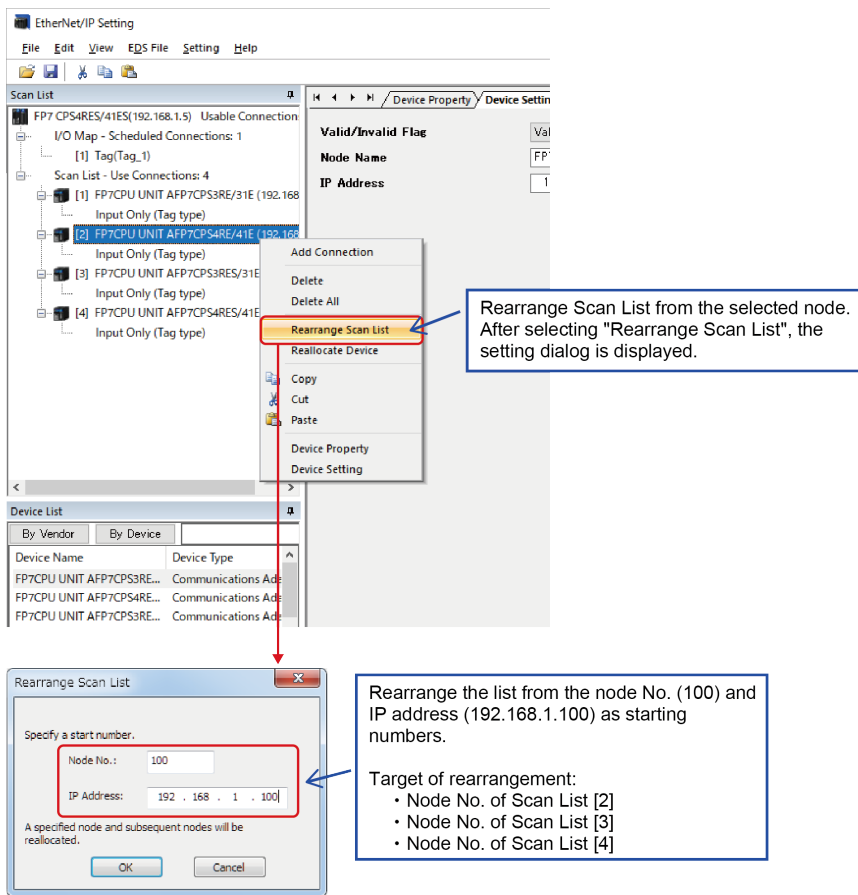 EtherNet/IP Setting
File Edit View EDS File Setting Help
Scan List
FP7 CPS4RES/41ES(192.168.1.5) Usable Connection
I/O Map - Scheduled Connections: 1
[1] Tag(Tag_1)
Scan List - Use Connections: 4
[1] FP7CPU UNIT AFP7CPS3RE/31E (192.168
Input Only (Tag type)
[2] FP7CPU UNIT AFP7CPS4RE/41E (192.168
Input Only (Tag type)
[3] FP7CPU UNIT AFP7CPS3RES/31E
Input Only (Tag type)
[4] FP7CPU UNIT AFP7CPS4RES/41E
Input Only (Tag type)
Device Property Device Settin
Valid/Invalid Flag Val
Node Name FP7
IP Address 1
Add Connection
Delete
Delete All
Rearrange Scan List
Reallocate Device
Copy
Cut
Paste
Device Property
Device Setting
Rearrange Scan List from the selected node.
After selecting "Rearrange Scan List", the
setting dialog is displayed.
Device List
By Vendor By Device
Device Name Device Type
FP7CPU UNIT AFP7CPS3RE... Communications Ada
FP7CPU UNIT AFP7CPS4RE... Communications Ada
FP7CPU UNIT AFP7CPS3RE... Communications Ada
Rearrange Scan List
Specify a start number.
Node No.: 100
IP Address: 192 . 168 . 1 . 100
A specified node and subsequent nodes will be
reallocated.
OK Cancel
Rearrange the list from the node No. (100) and
IP address (192.168.1.100) as starting
numbers.
Target of rearrangement:
・Node No. of Scan List [2]
・Node No. of Scan List [3]
・Node No. of Scan List [4]